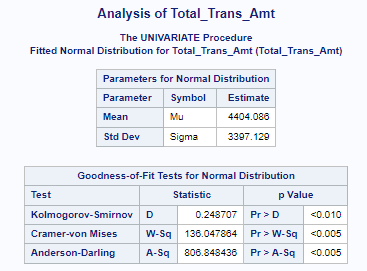 Analysis of Total_Trans_Amt
The UNIVARIATE Procedure
Fitted Normal Distribution for Total_Trans_Amt (Total_Trans_Amt)
Parameters for Normal Distribution
Parameter Symbol Estimate
Mean Mu 4404.086
Std Dev Sigma 3397.129
Goodness-of-Fit Tests for Normal Distribution
Test Statistic p Value
Kolmogorov-Smirnov D 0.248707 Pr > D <0.010
Cramer-von Mises W-Sq 136.047864 Pr > W-Sq <0.005
Anderson-Darling A-Sq 806.848436 Pr > A-Sq <0.005